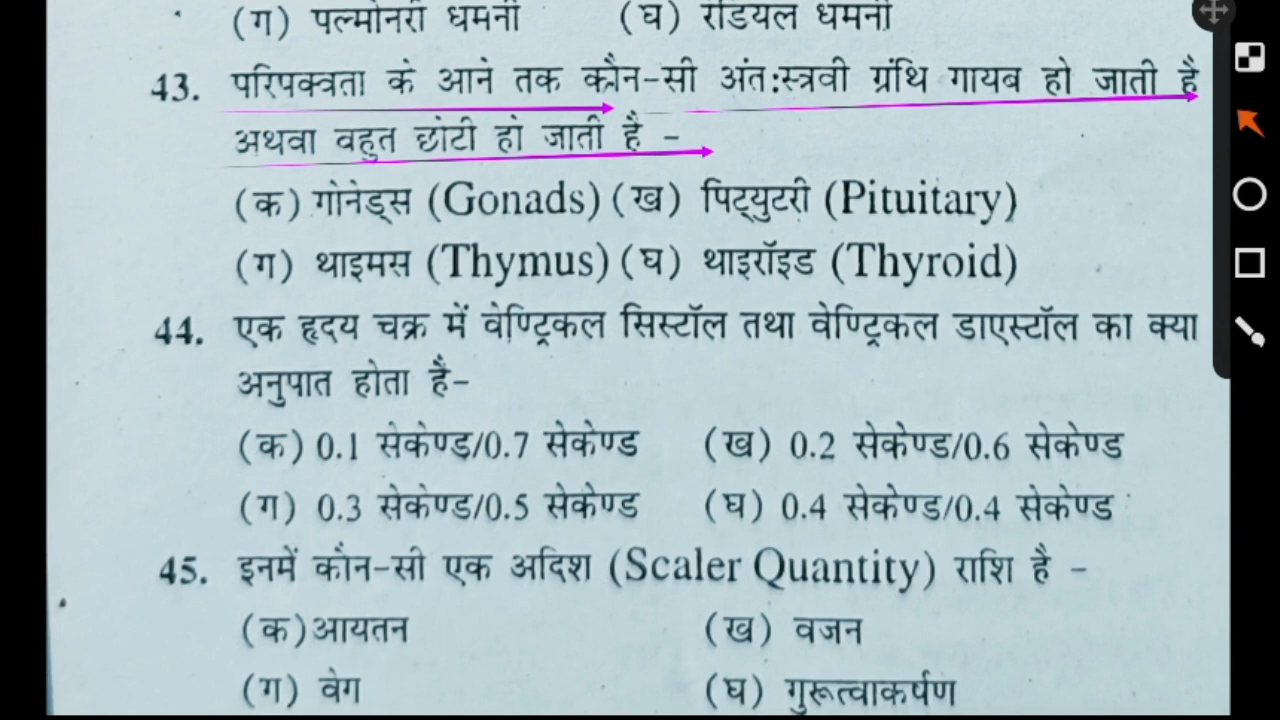 (ग) पल्मोनरी धमनी (घ) रेडियल धमनी
43. परिपक्वता के आने तक कौन-सी अंत:स्त्रवी ग्रंथि गायब हो जाती है
अथवा बहुत छोटी हो जाती है -
(क) गोनेड्स (Gonads) (ख) पिट्युटरी (Pituitary)
(ग) थाइमस (Thymus) (घ) थाइरॉइड (Thyroid)
44. एक हृदय चक्र में वेण्ट्रिकल सिस्टॉल तथा वेण्ट्रिकल डाएस्टॉल का क्या
अनुपात होता है-
(क) 0.1 सेकेण्ड/0.7 सेकेण्ड (ख) 0.2 सेकेण्ड/0.6 सेकेण्ड
(ग) 0.3 सेकेण्ड/0.5 सेकेण्ड (घ) 0.4 सेकेण्ड/0.4 सेकेण्ड
45. इनमें कौन-सी एक अदिश (Scaler Quantity) राशि है -
(क)आयतन (ख) वजन
(ग) वेग (घ) गुरूत्वाकर्षण